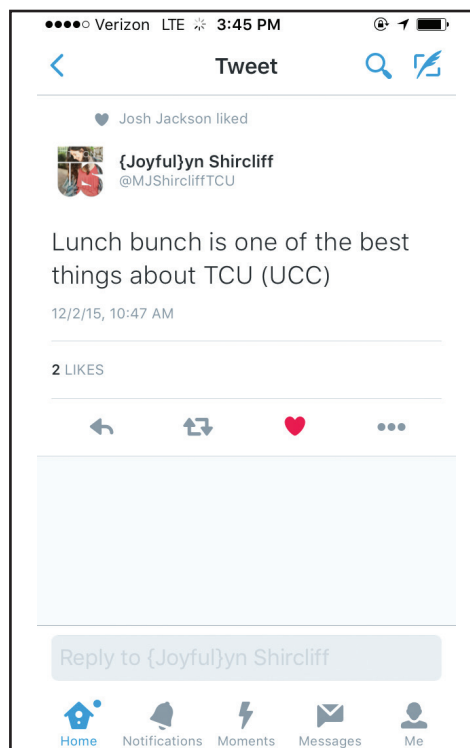 Verizon LTE 3:45 PM
Tweet
Josh Jackson liked
{Joyful}yn Shircliff
@MJShircliffTCU
Lunch bunch is one of the best
things about TCU (UCC)
12/2/15, 10:47 AM
2 LIKES
Reply to {Joyful}yn Shircliff
Home Notifications Moments Messages Me